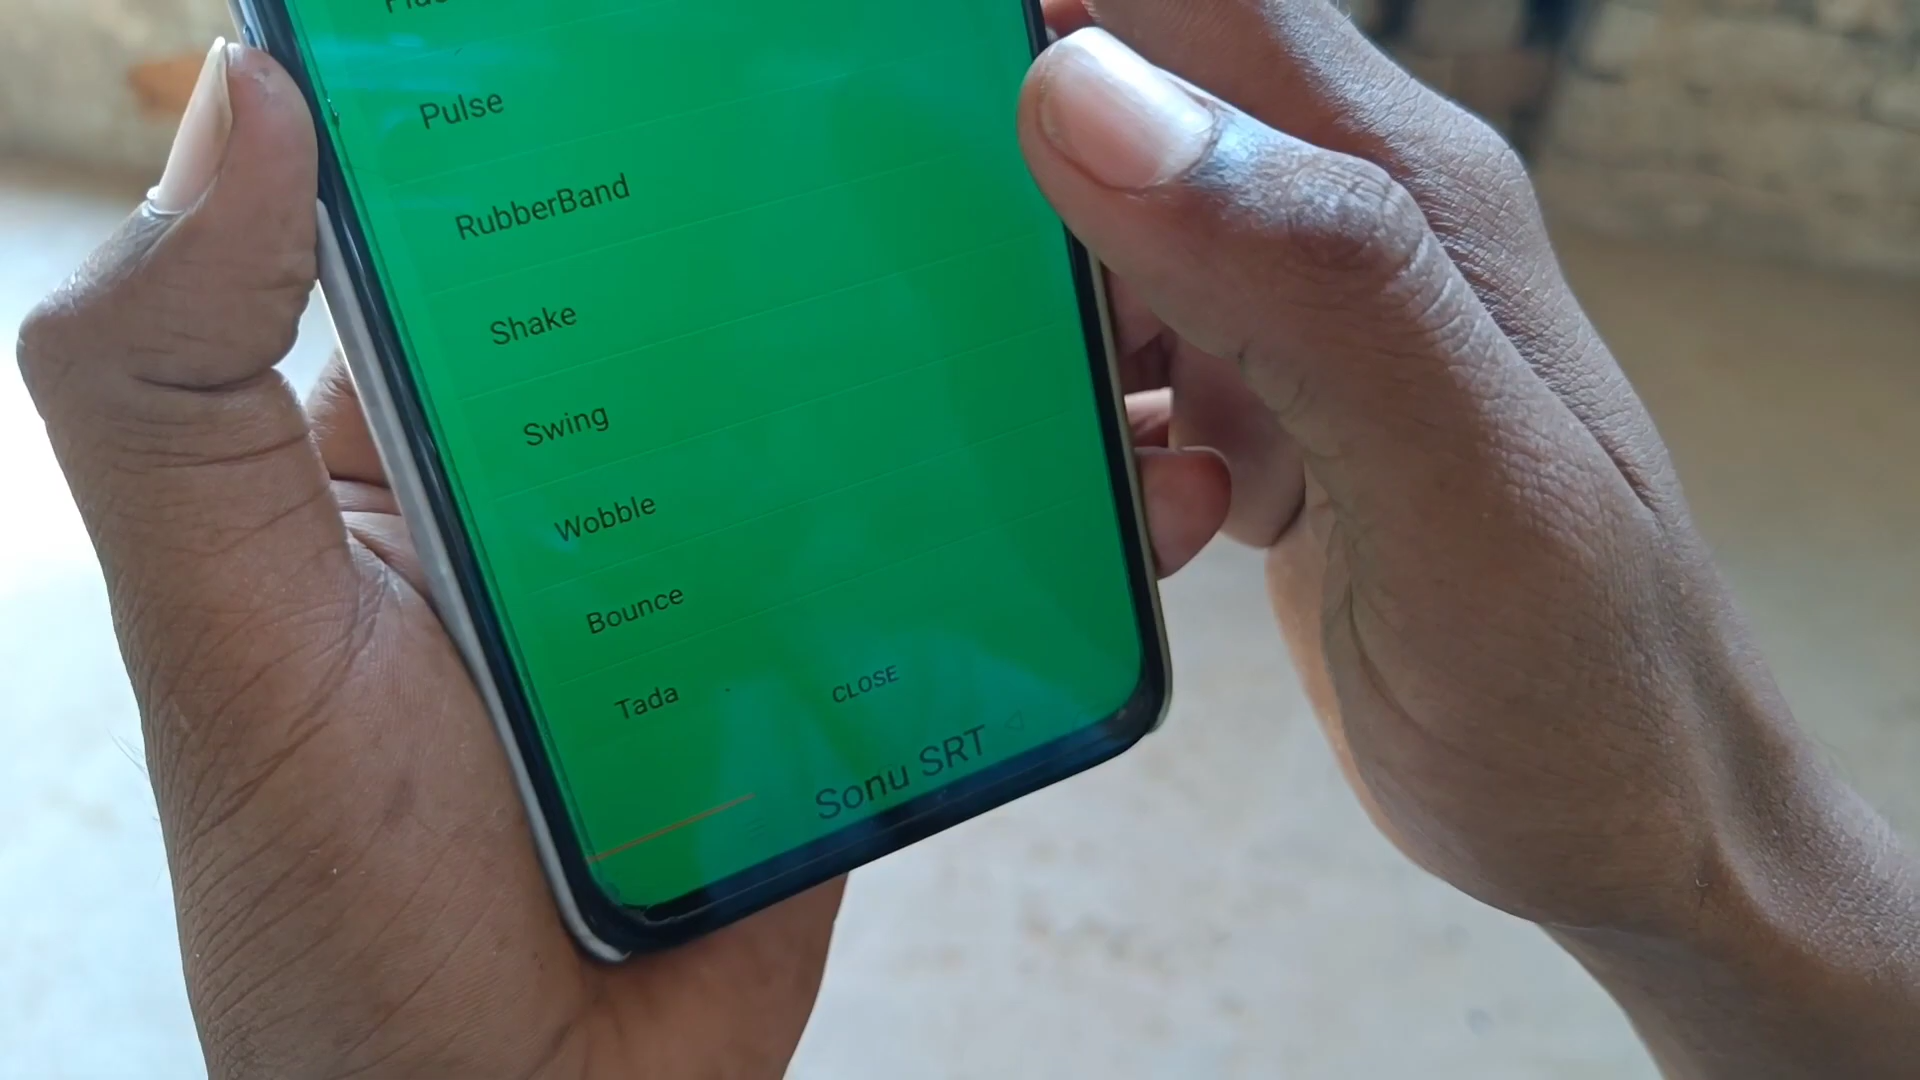 Pulse
RubberBand
Shake
Swing
Wobble
Bounce
Tada
CLOSE
Sonu SRT